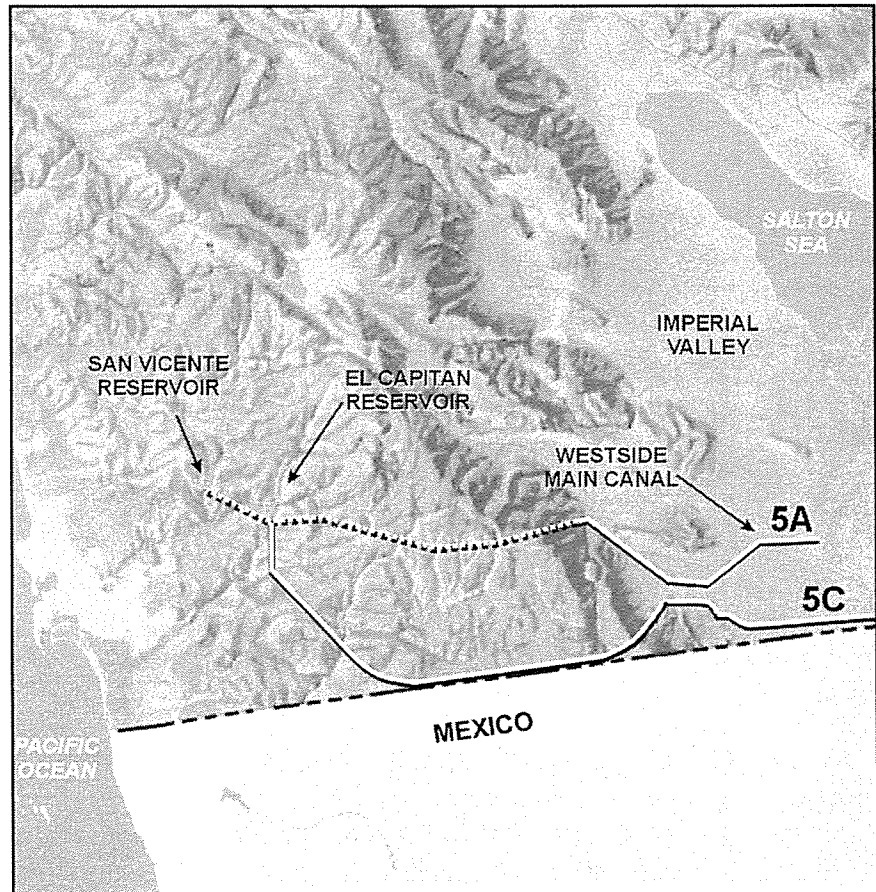 SALTON
SEA
IMPERIAL
VALLEY
SAN VICENTE
RESERVOIR
EL CAPITAN
RESERVOIR
WESTSIDE
MAIN CANAL
5A
5C
MEXICO
PACIFIC
OCEAN